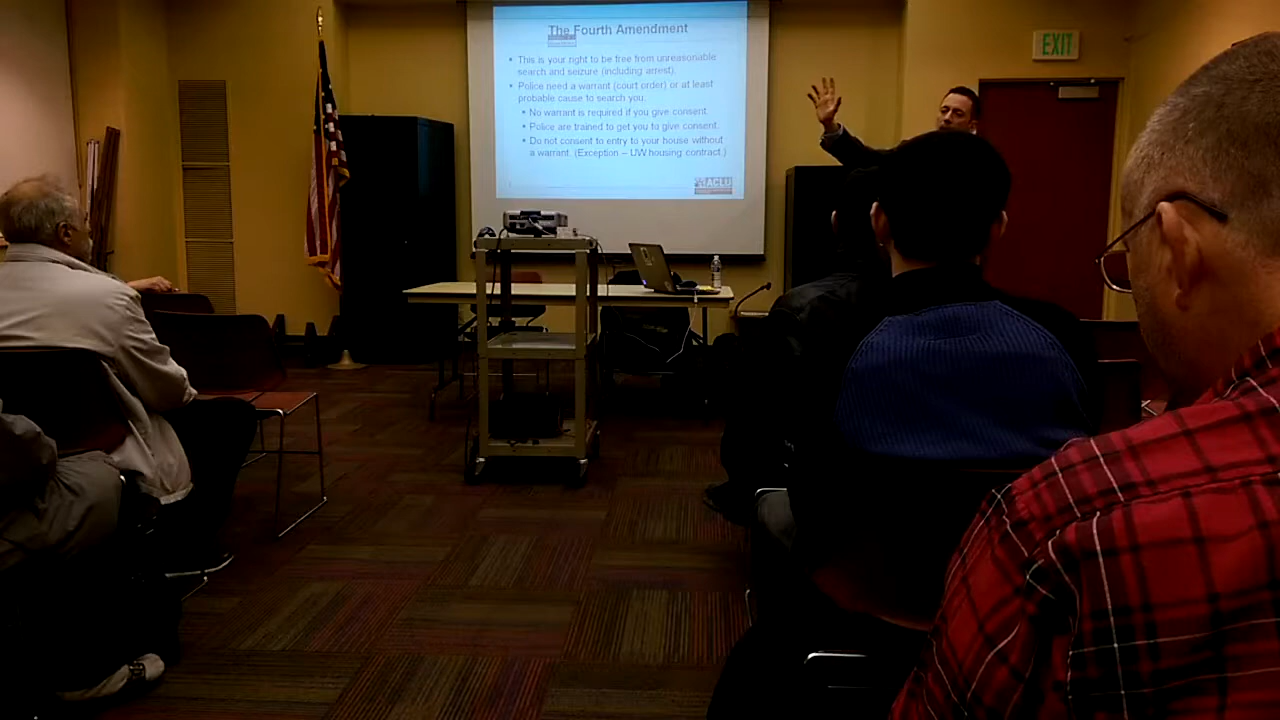 The Fourth Amendment
• This is your right to be free from unreasonable
search and seizure (including arrest).
• Police need a warrant (court order) or at least
probable cause to search you.
• No warrant is required if you give consent.
• Police are trained to get you to give consent.
• Do not consent to entry to your house without
a warrant. (Exception – UW housing contract.)
ACLU
EXIT